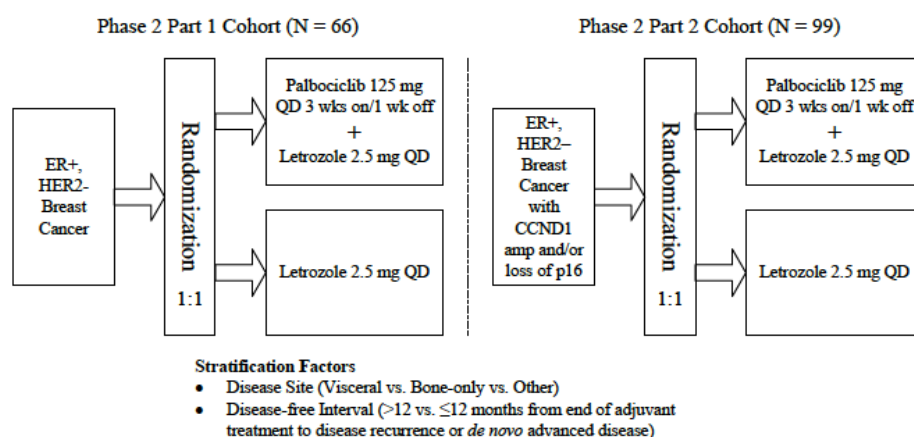 Phase 2 Part 1 Cohort (N = 66)
ER+,
HER2-
Breast
Cancer
Randomization
1:1
Palbociclib 125 mg
QD 3 wks on/1 wk off
+
Letrozole 2.5 mg QD
Letrozole 2.5 mg QD
Phase 2 Part 2 Cohort (N = 99)
ER+,
HER2–
Breast
Cancer
with
CCND1
amp and/or
loss of p16
Randomization
1:1
Palbociclib 125 mg
QD 3 wks on/1 wk off
+
Letrozole 2.5 mg QD
Letrozole 2.5 mg QD
Stratification Factors
• Disease Site (Visceral vs. Bone-only vs. Other)
• Disease-free Interval (>12 vs. ≤12 months from end of adjuvant
treatment to disease recurrence or de novo advanced disease)